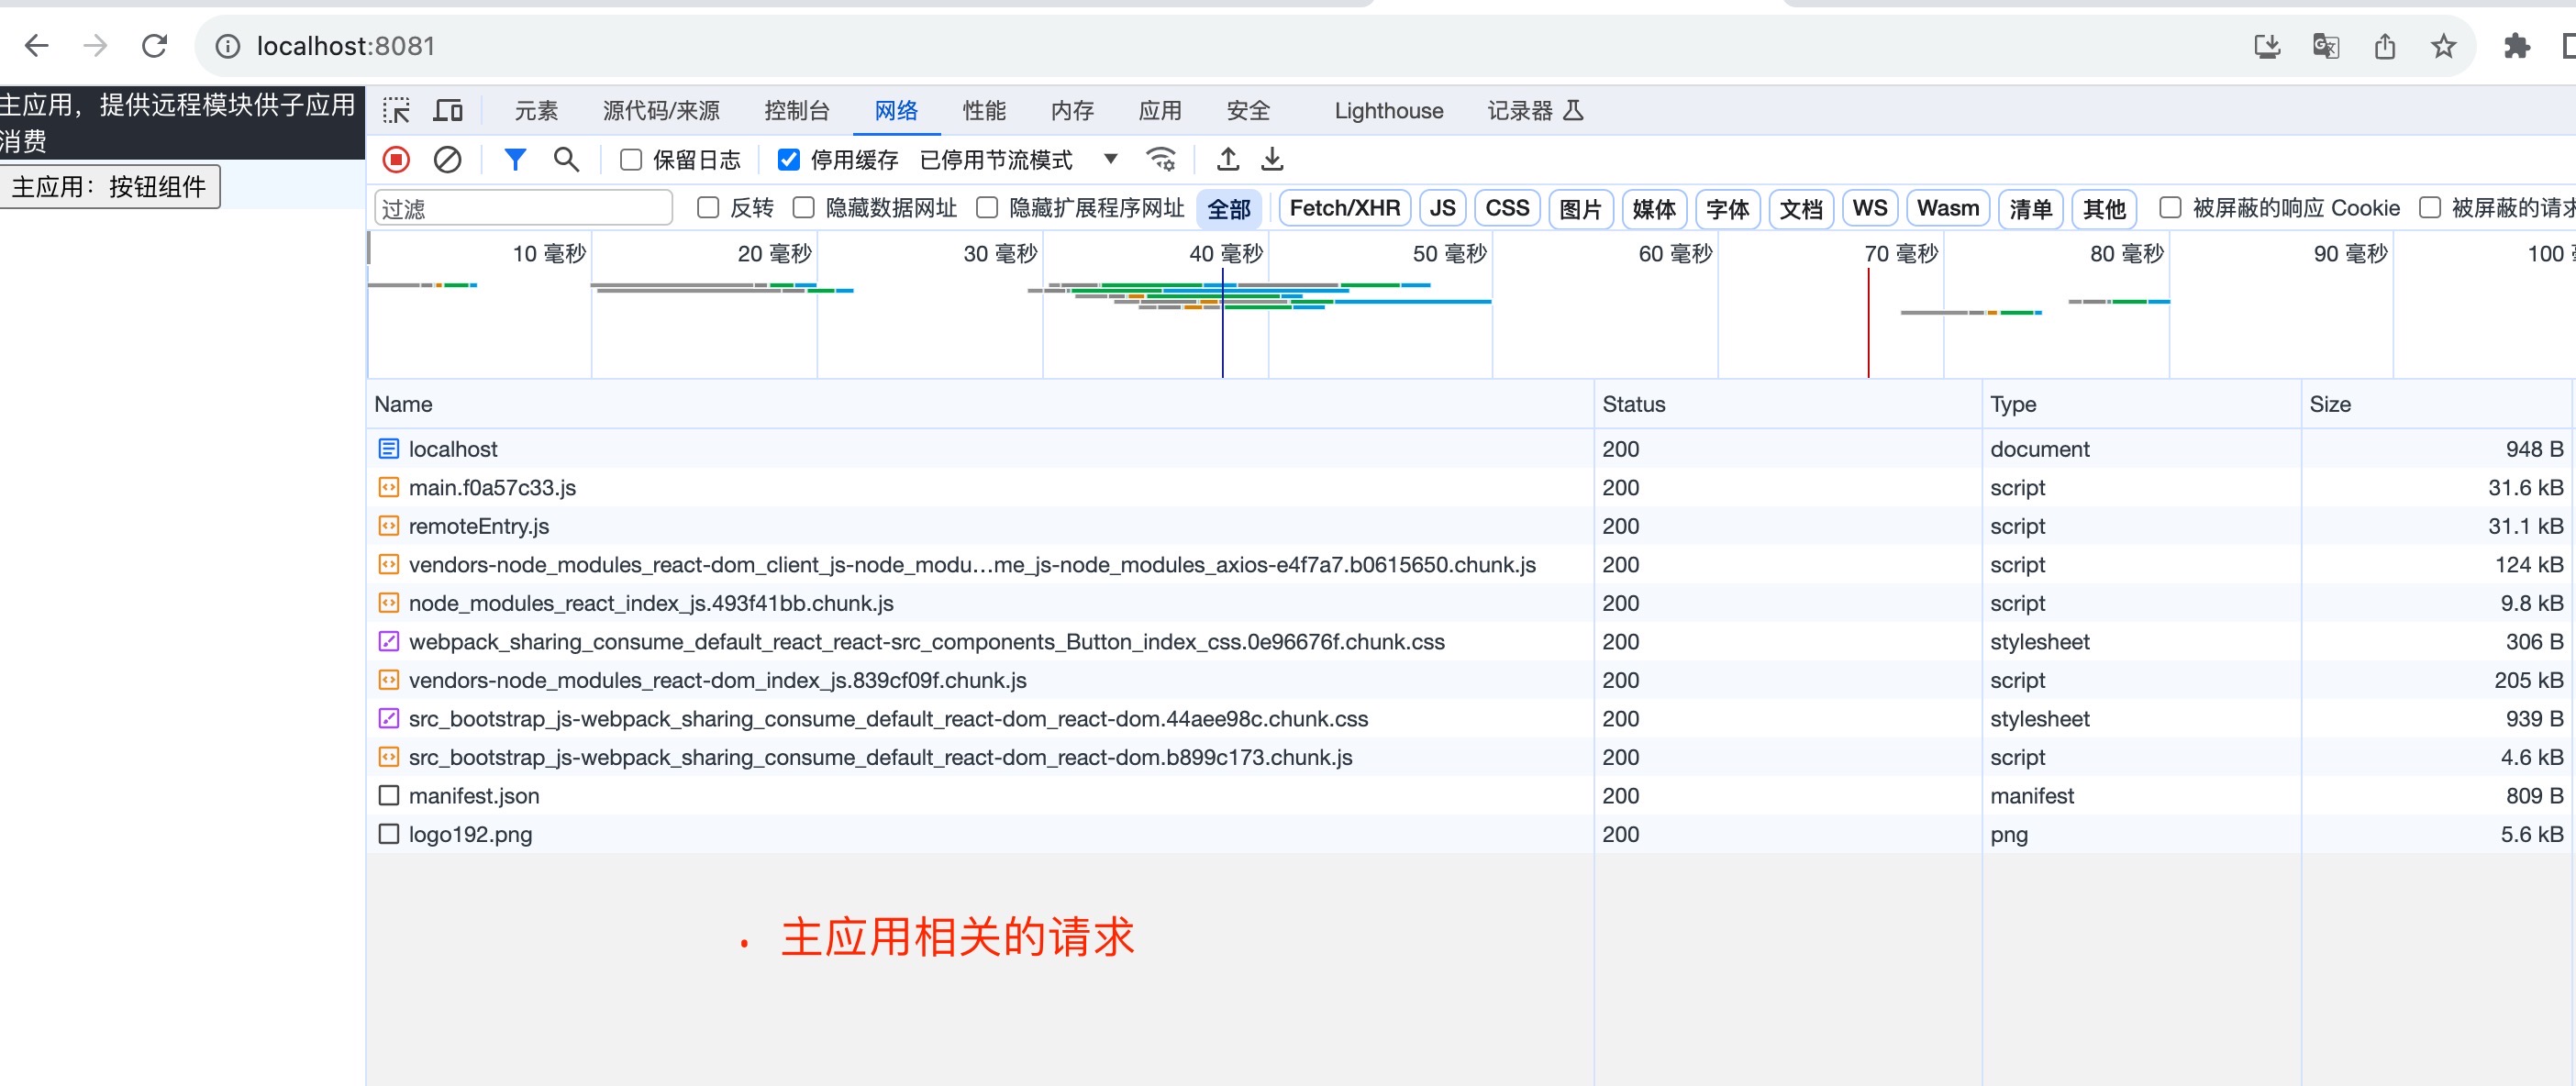 localhost:8081
主应用，提供远程模块供子应用
消费
主应用：按钮组件
元素 源代码/来源 控制台 网络 性能 内存 应用 安全 Lighthouse 记录器
保留日志 停用缓存 已停用节流模式
过滤 反转 隐藏数据网址 隐藏扩展程序网址 全部 Fetch/XHR JS CSS 图片 媒体 字体 文档 WS Wasm 清单 其他 被屏蔽的响应 Cookie 被屏蔽的请求
10 毫秒 20 毫秒 30 毫秒 40 毫秒 50 毫秒 60 毫秒 70 毫秒 80 毫秒 90 毫秒 100
Name Status Type Size
localhost 200 document 948 B
main.f0a57c33.js 200 script 31.6 kB
remoteEntry.js 200 script 31.1 kB
vendors-node_modules_react-dom_client_js-node_modu…me_js-node_modules_axios-e4f7a7.b0615650.chunk.js 200 script 124 kB
node_modules_react_index_js.493f41bb.chunk.js 200 script 9.8 kB
webpack_sharing_consume_default_react_react-src_components_Button_index_css.0e96676f.chunk.css 200 stylesheet 306 B
vendors-node_modules_react-dom_index_js.839cf09f.chunk.js 200 script 205 kB
src_bootstrap_js-webpack_sharing_consume_default_react-dom_react-dom.44aee98c.chunk.css 200 stylesheet 939 B
src_bootstrap_js-webpack_sharing_consume_default_react-dom_react-dom.b899c173.chunk.js 200 script 4.6 kB
manifest.json 200 manifest 809 B
logo192.png 200 png 5.6 kB
· 主应用相关的请求